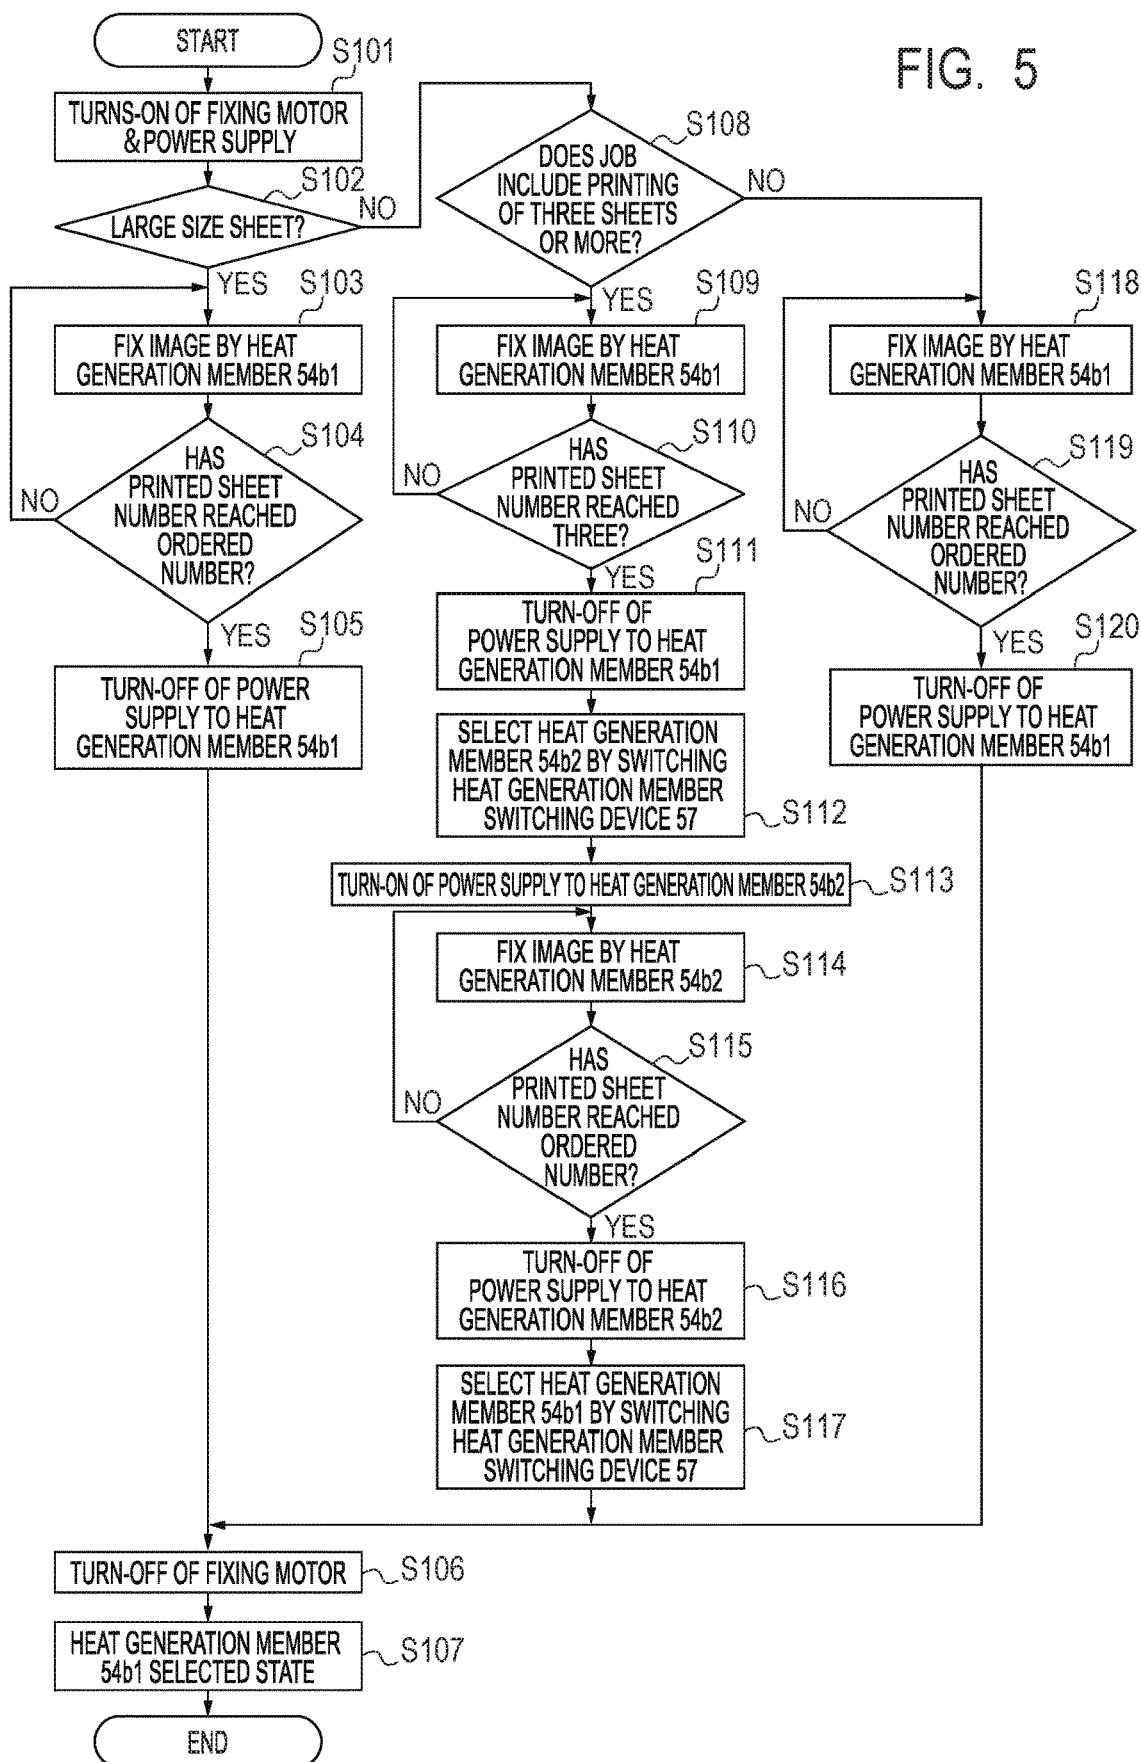 FIG. 5
START
S101
TURNS-ON OF FIXING MOTOR
& POWER SUPPLY
S102
LARGE SIZE SHEET?
NO
YES
S103
FIX IMAGE BY HEAT
GENERATION MEMBER 54b1
S104
HAS
PRINTED SHEET
NUMBER REACHED
ORDERED
NUMBER?
NO
YES
S105
TURN-OFF OF POWER
SUPPLY TO HEAT
GENERATION MEMBER 54b1
S108
DOES JOB
INCLUDE PRINTING
OF THREE SHEETS
OR MORE?
NO
YES
S109
FIX IMAGE BY HEAT
GENERATION MEMBER 54b1
S110
HAS
PRINTED SHEET
NUMBER REACHED
THREE?
NO
YES
S111
TURN-OFF OF
POWER SUPPLY TO HEAT
GENERATION MEMBER 54b1
SELECT HEAT GENERATION
MEMBER 54b2 BY SWITCHING
HEAT GENERATION MEMBER
SWITCHING DEVICE 57
S112
TURN-ON OF POWER SUPPLY TO HEAT GENERATION MEMBER 54b2
S113
FIX IMAGE BY HEAT
GENERATION MEMBER 54b2
S114
S115
HAS
PRINTED SHEET
NUMBER REACHED
ORDERED
NUMBER?
NO
YES
TURN-OFF OF
POWER SUPPLY TO HEAT
GENERATION MEMBER 54b2
S116
SELECT HEAT GENERATION
MEMBER 54b1 BY SWITCHING
HEAT GENERATION MEMBER
SWITCHING DEVICE 57
S117
S118
FIX IMAGE BY HEAT
GENERATION MEMBER 54b1
S119
HAS
PRINTED SHEET
NUMBER REACHED
ORDERED
NUMBER?
NO
YES
S120
TURN-OFF OF
POWER SUPPLY TO HEAT
GENERATION MEMBER 54b1
TURN-OFF OF FIXING MOTOR
S106
HEAT GENERATION MEMBER
54b1 SELECTED STATE
S107
END